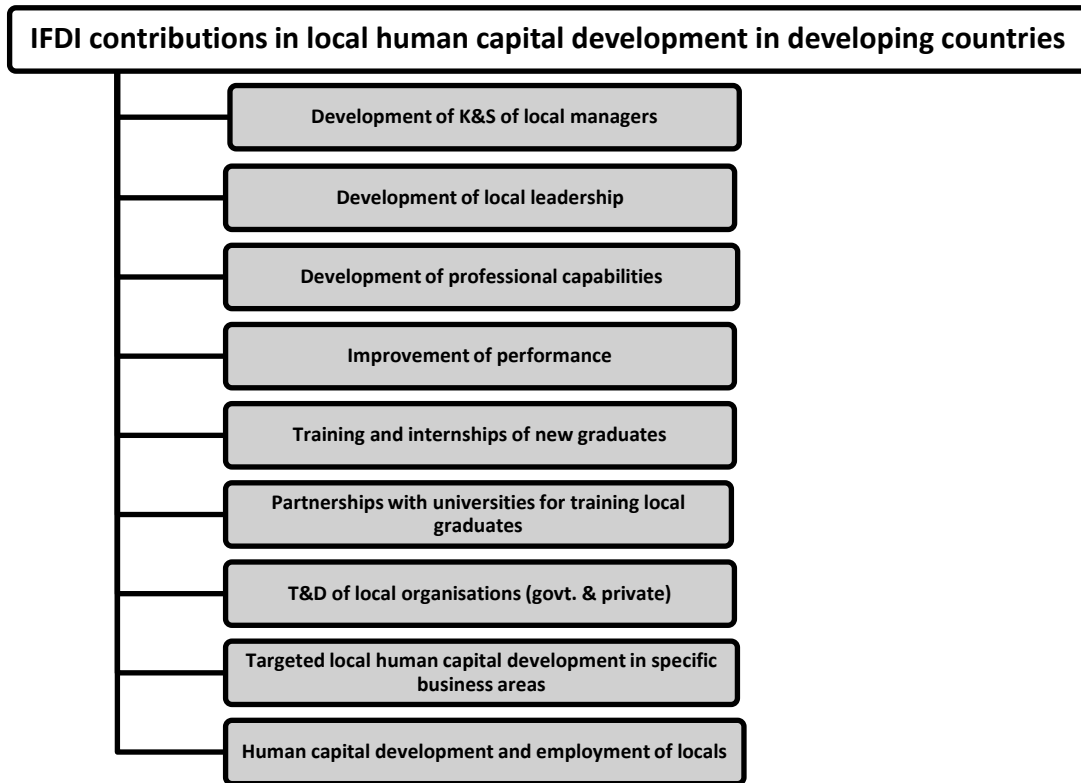 IFDI contributions in local human capital development in developing countries
Development of K&S of local managers
Development of local leadership
Development of professional capabilities
Improvement of performance
Training and internships of new graduates
Partnerships with universities for training local
graduates
T&D of local organisations (govt. & private)
Targeted local human capital development in specific
business areas
Human capital development and employment of locals